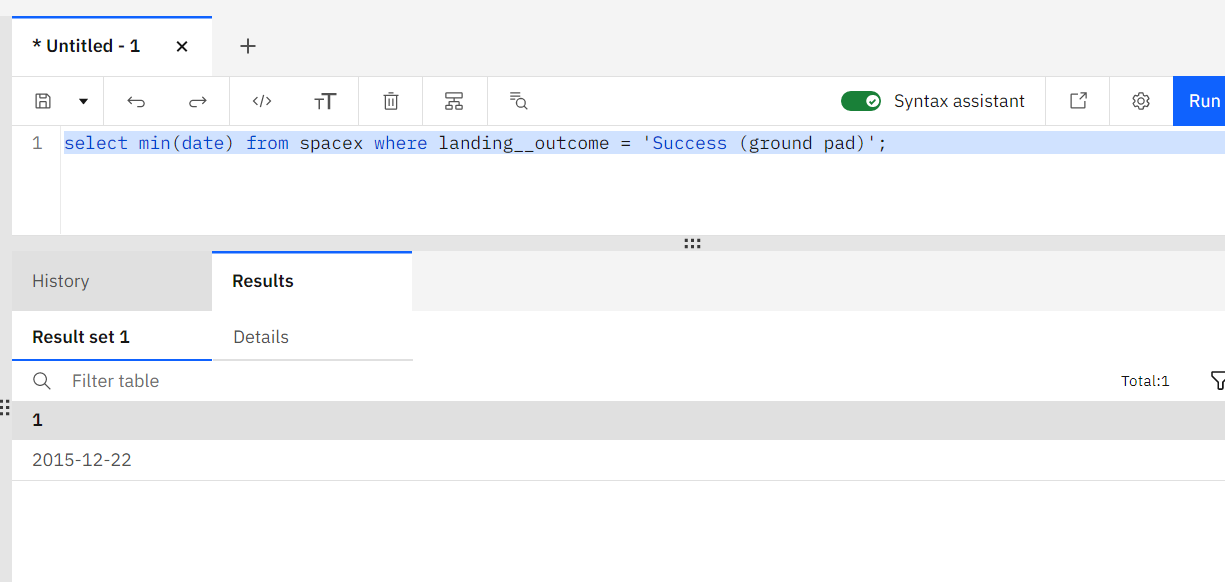 * Untitled - 1
Syntax assistant
Run
1 select min(date) from spacex where landing__outcome = 'Success (ground pad)';
History Results
Result set 1 Details
Filter table Total:1
1
2015-12-22